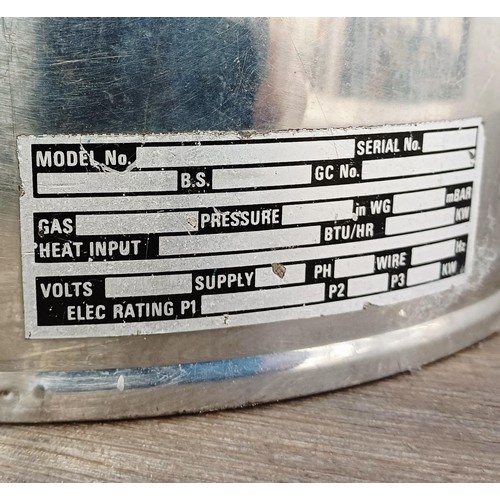 MODEL No. SERIAL No.
B.S. GC No.
GAS PRESSURE in WG mBAR
HEAT INPUT BTU/HR KW
VOLTS SUPPLY PH WIRE Hz
ELEC RATING P1 P2 P3 KW